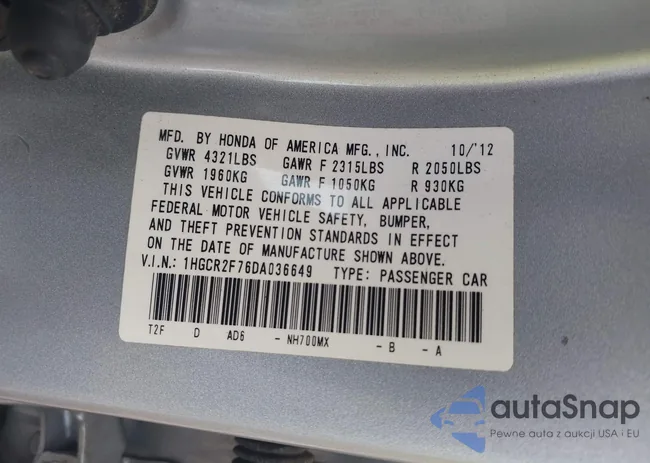 MFD. BY HONDA OF AMERICA MFG., INC. 10/'12
GVWR 4321LBS GAWR F 2315LBS R 2050LBS
GVWR 1960KG GAWR F 1050KG R 930KG
THIS VEHICLE CONFORMS TO ALL APPLICABLE
FEDERAL MOTOR VEHICLE SAFETY, BUMPER,
AND THEFT PREVENTION STANDARDS IN EFFECT
ON THE DATE OF MANUFACTURE SHOWN ABOVE.
V.I.N.: 1HGCR2F76DA036649 TYPE: PASSENGER CAR
T2F D AD6 - NH700MX - B - A
autaSnap
Pewne auta z aukcji USA i EU